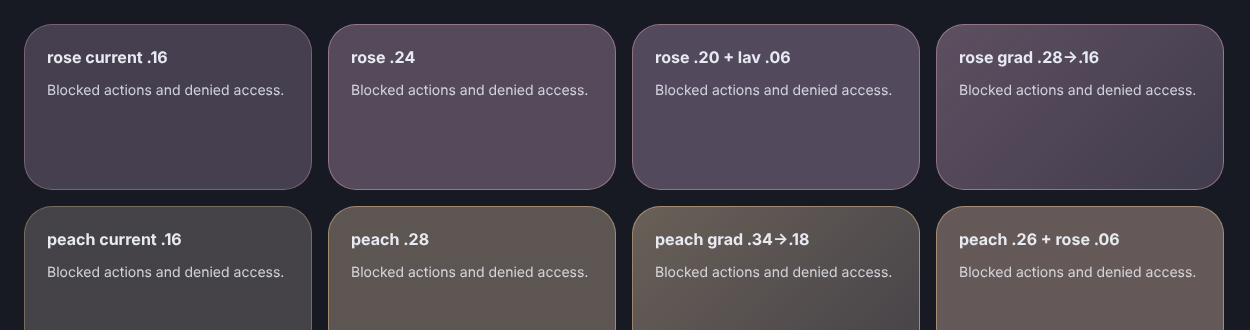 rose current .16
Blocked actions and denied access.
rose .24
Blocked actions and denied access.
rose .20 + lav .06
Blocked actions and denied access.
rose grad .28→.16
Blocked actions and denied access.
peach current .16
Blocked actions and denied access.
peach .28
Blocked actions and denied access.
peach grad .34→.18
Blocked actions and denied access.
peach .26 + rose .06
Blocked actions and denied access.